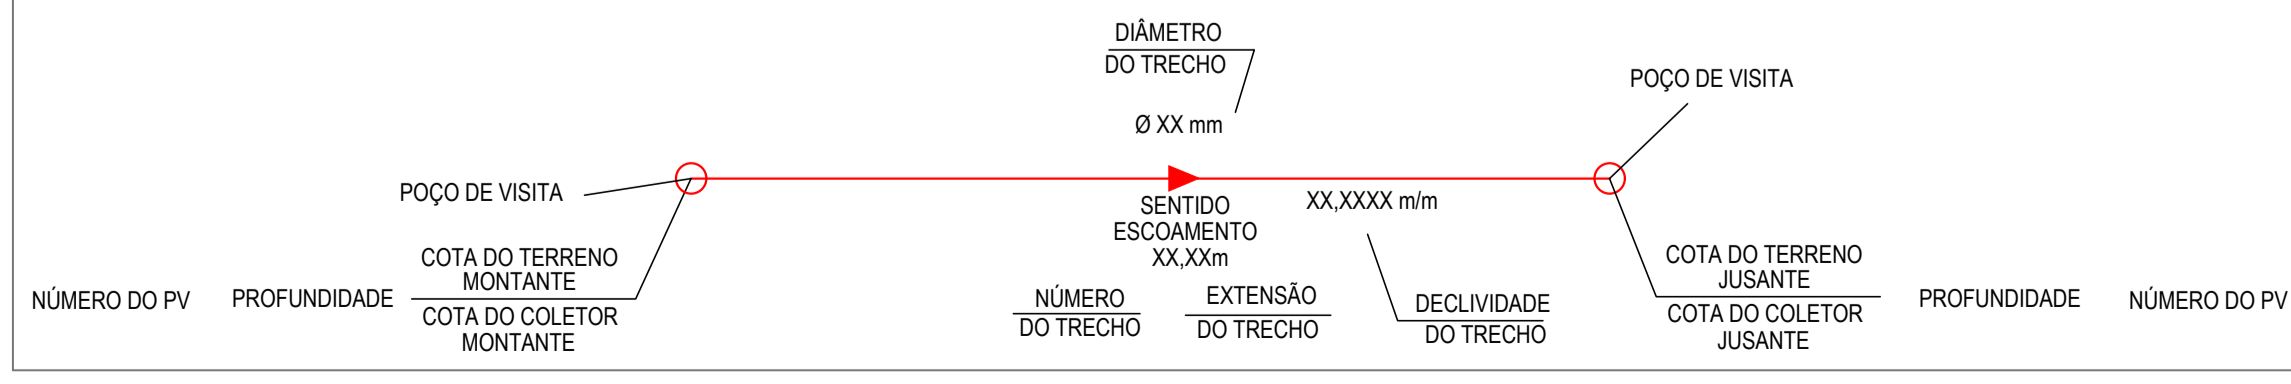 DIÂMETRO
DO TRECHO
Ø XX mm
POÇO DE VISITA
POÇO DE VISITA
SENTIDO
ESCOAMENTO
XX,XXm
XX,XXXX m/m
NÚMERO DO PV
PROFUNDIDADE
COTA DO TERRENO
MONTANTE
COTA DO COLETOR
MONTANTE
NÚMERO
DO TRECHO
EXTENSÃO
DO TRECHO
DECLIVIDADE
DO TRECHO
COTA DO TERRENO
JUSANTE
COTA DO COLETOR
JUSANTE
PROFUNDIDADE
NÚMERO DO PV